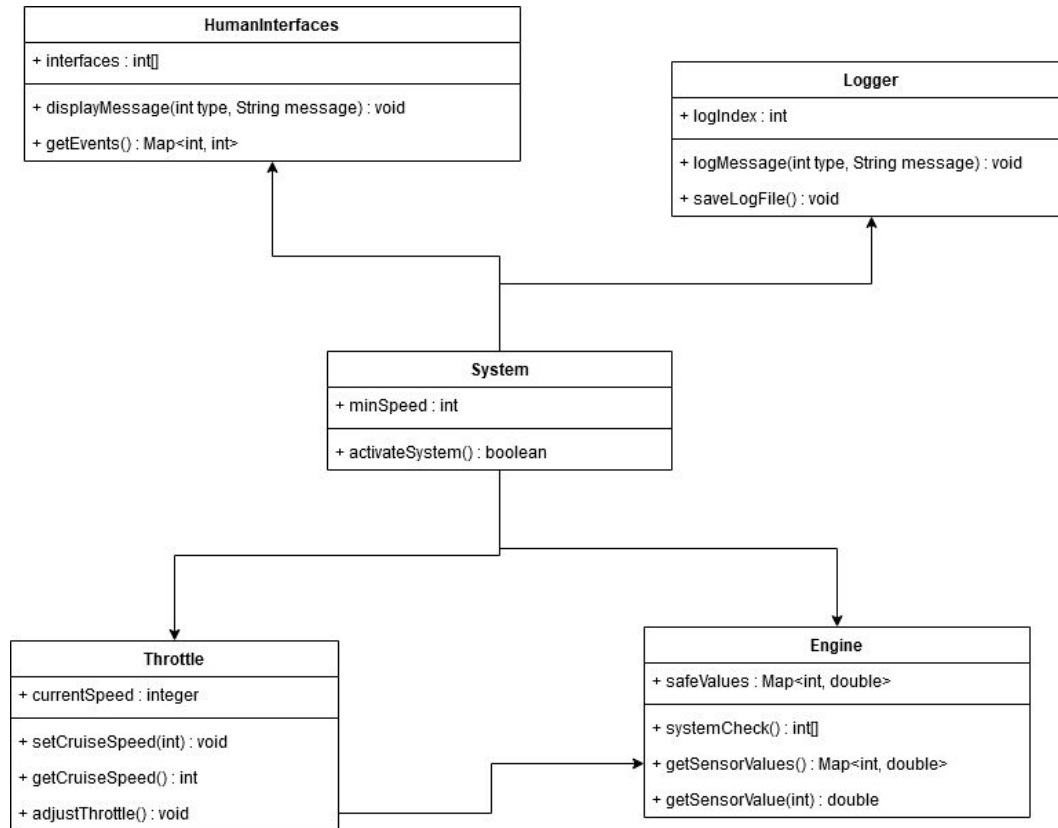 HumanInterfaces
+ interfaces : int[]
+ displayMessage(int type, String message) : void
+ getEvents() : Map<int, int>
Logger
+ logIndex : int
+ logMessage(int type, String message) : void
+ saveLogFile() : void
System
+ minSpeed : int
+ activateSystem() : boolean
Throttle
+ currentSpeed : integer
+ setCruiseSpeed(int) : void
+ getCruiseSpeed() : int
+ adjustThrottle() : void
Engine
+ safeValues : Map<int, double>
+ systemCheck() : int[]
+ getSensorValues() : Map<int, double>
+ getSensorValue(int) : double